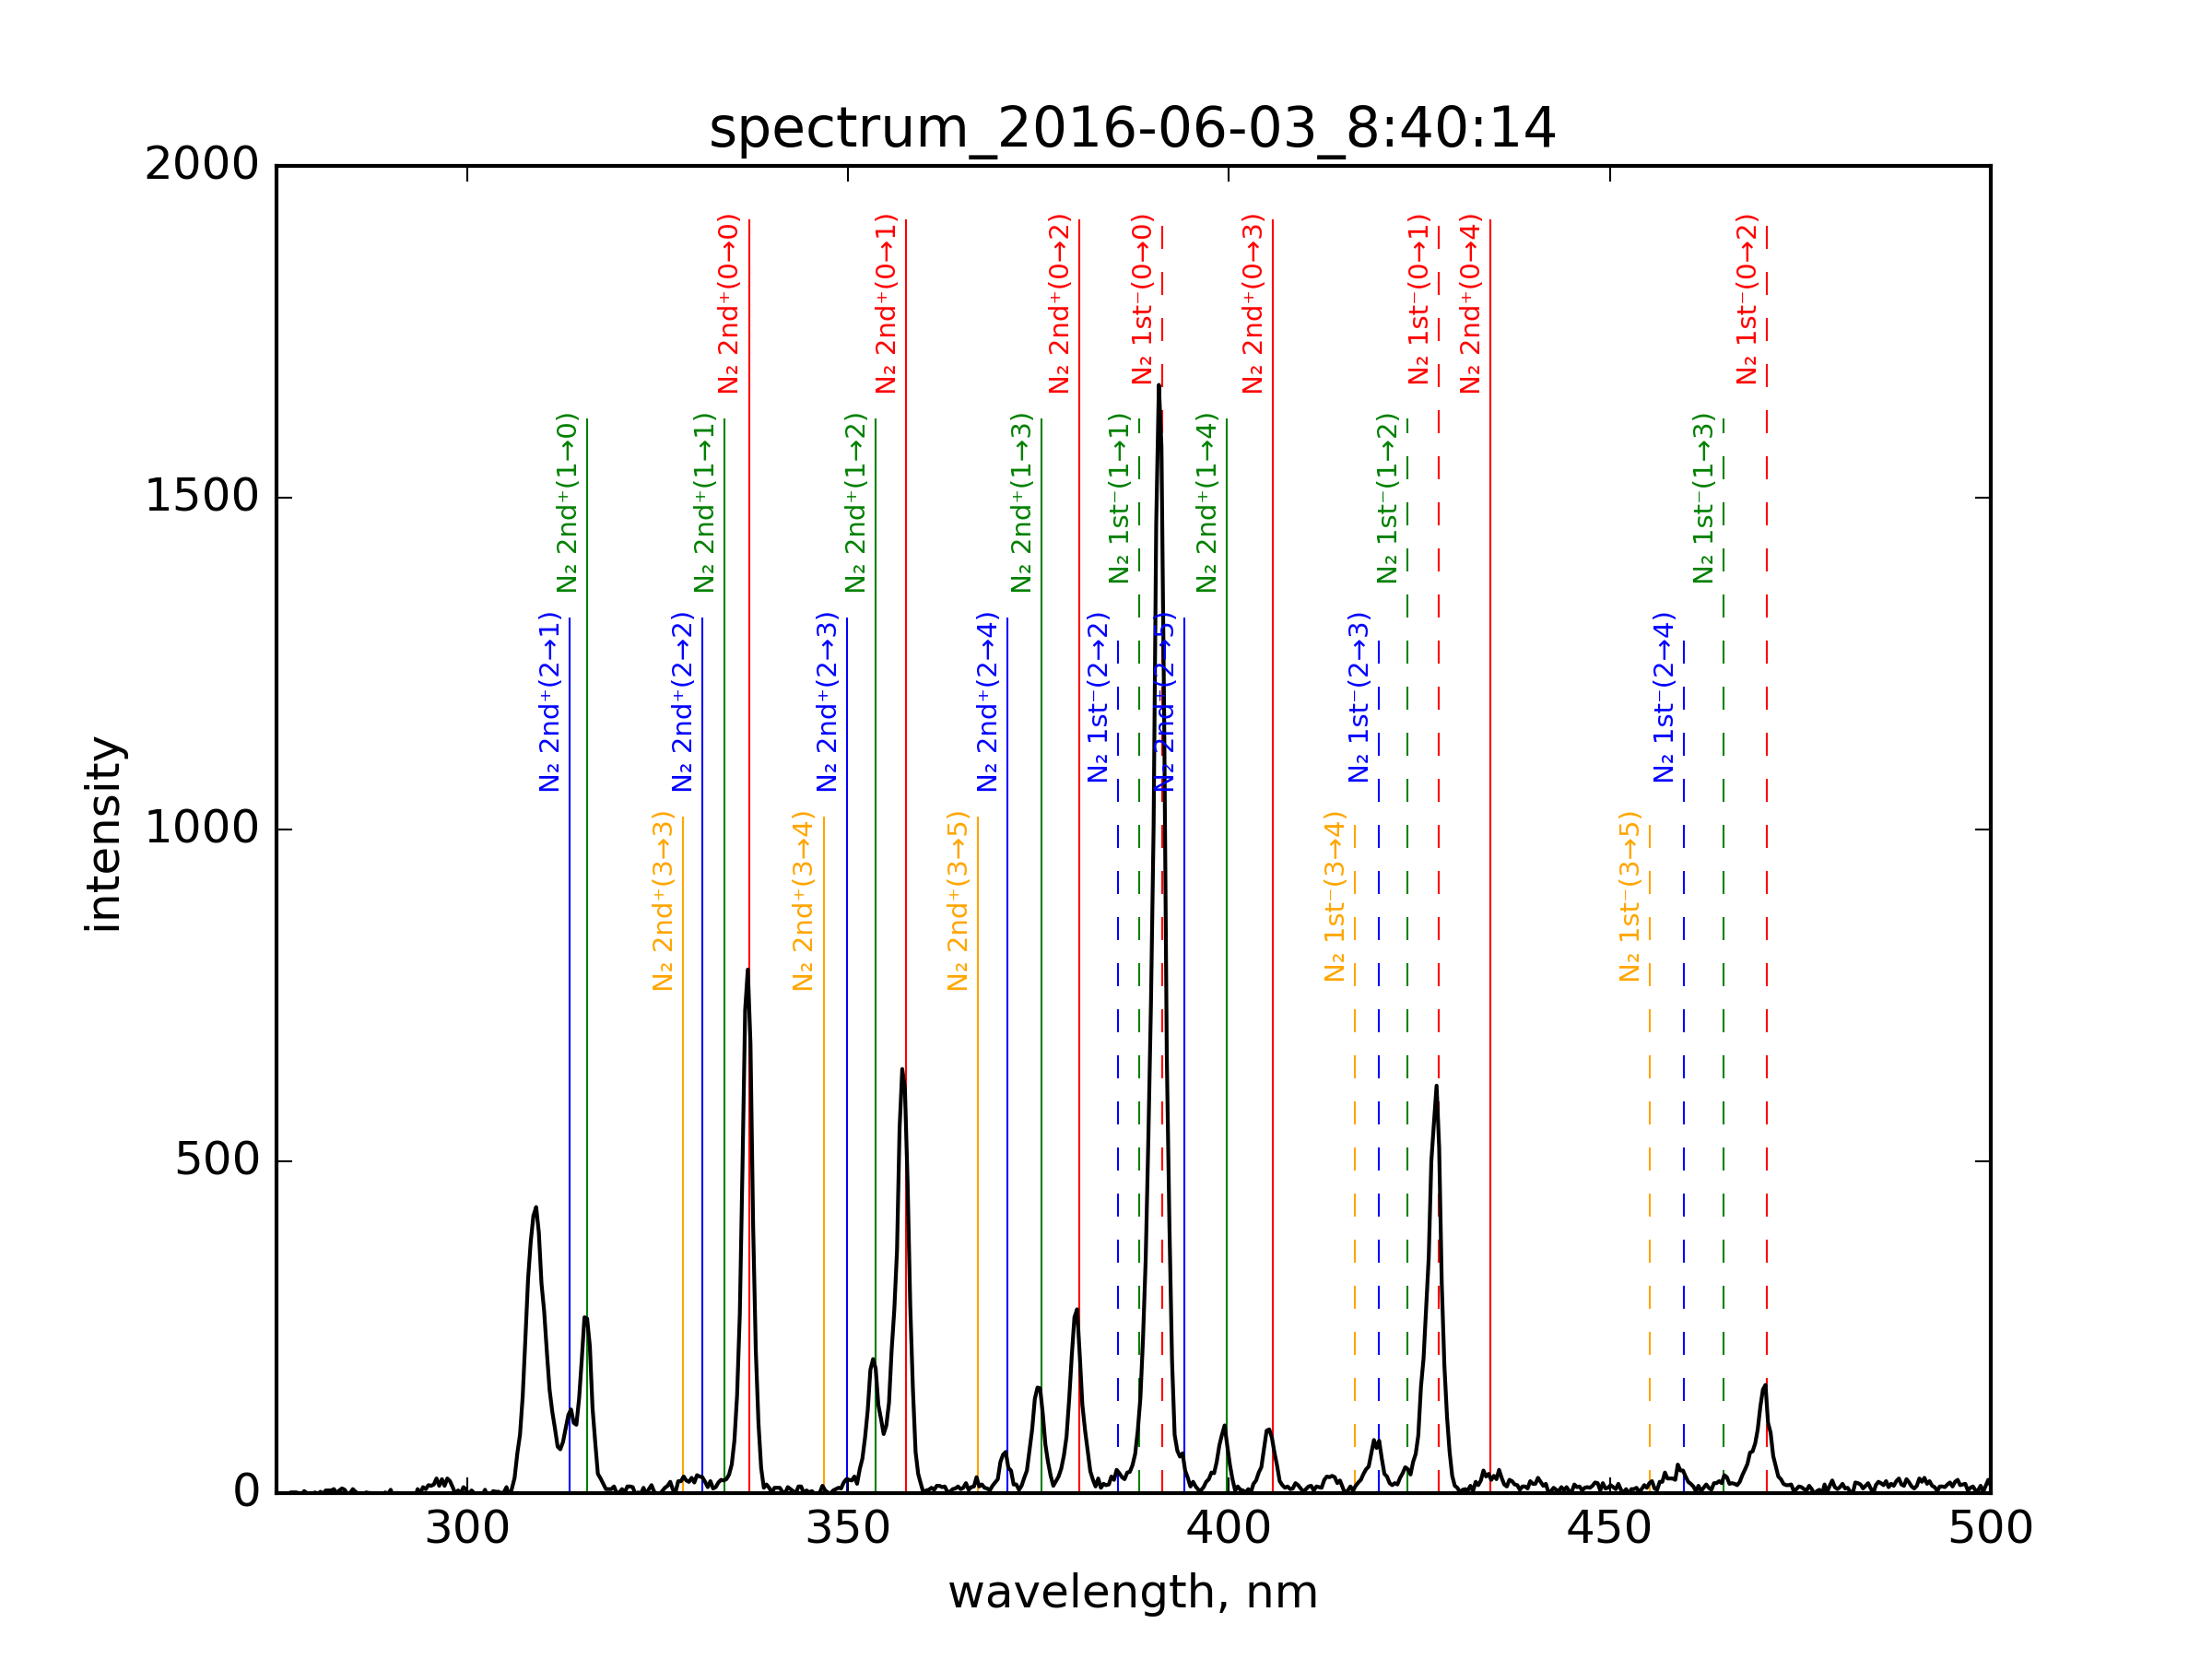 spectrum_2016-06-03_8:40:14
2000
1500
1000
500
0
intensity
N₂ 2nd⁺(0→0)
N₂ 2nd⁺(0→1)
N₂ 2nd⁺(0→2)
N₂ 1st⁻(0→0)
N₂ 2nd⁺(0→3)
N₂ 1st⁻(0→1)
N₂ 2nd⁺(0→4)
N₂ 1st⁻(0→2)
N₂ 2nd⁺(1→0)
N₂ 2nd⁺(1→1)
N₂ 2nd⁺(1→2)
N₂ 2nd⁺(1→3)
N₂ 1st⁻(1→1)
N₂ 2nd⁺(1→4)
N₂ 1st⁻(1→2)
N₂ 1st⁻(1→3)
N₂ 2nd⁺(2→1)
N₂ 2nd⁺(2→2)
N₂ 2nd⁺(2→3)
N₂ 2nd⁺(2→4)
N₂ 1st⁻(2→2)
N₂ 2nd⁺(2→5)
N₂ 1st⁻(2→3)
N₂ 1st⁻(2→4)
N₂ 2nd⁺(3→3)
N₂ 2nd⁺(3→4)
N₂ 2nd⁺(3→5)
N₂ 1st⁻(3→4)
N₂ 1st⁻(3→5)
300 350 400 450 500
wavelength, nm